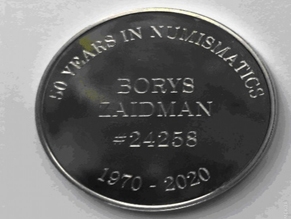 50 YEARS IN NUMISMATICS
BORYS
ZAIDMAN
#24258
1970 - 2020